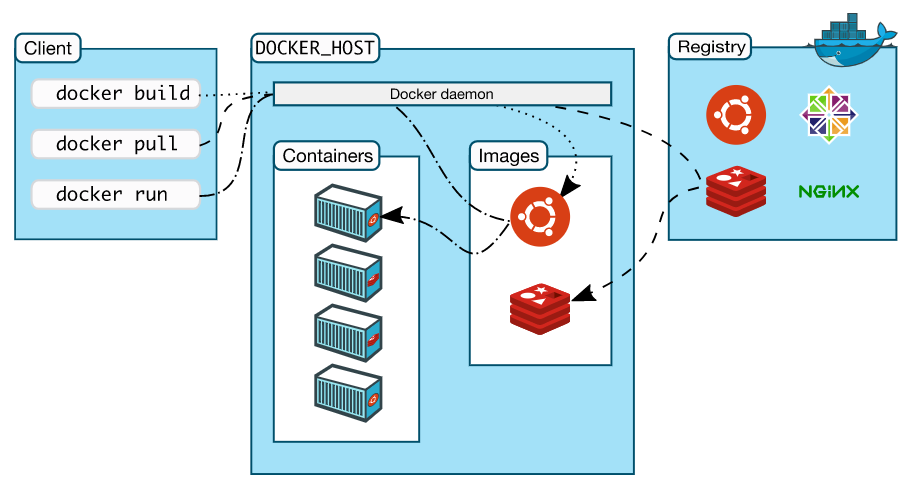 Client
docker build
docker pull
docker run
DOCKER_HOST
Docker daemon
Containers
Images
Registry
NGiNX